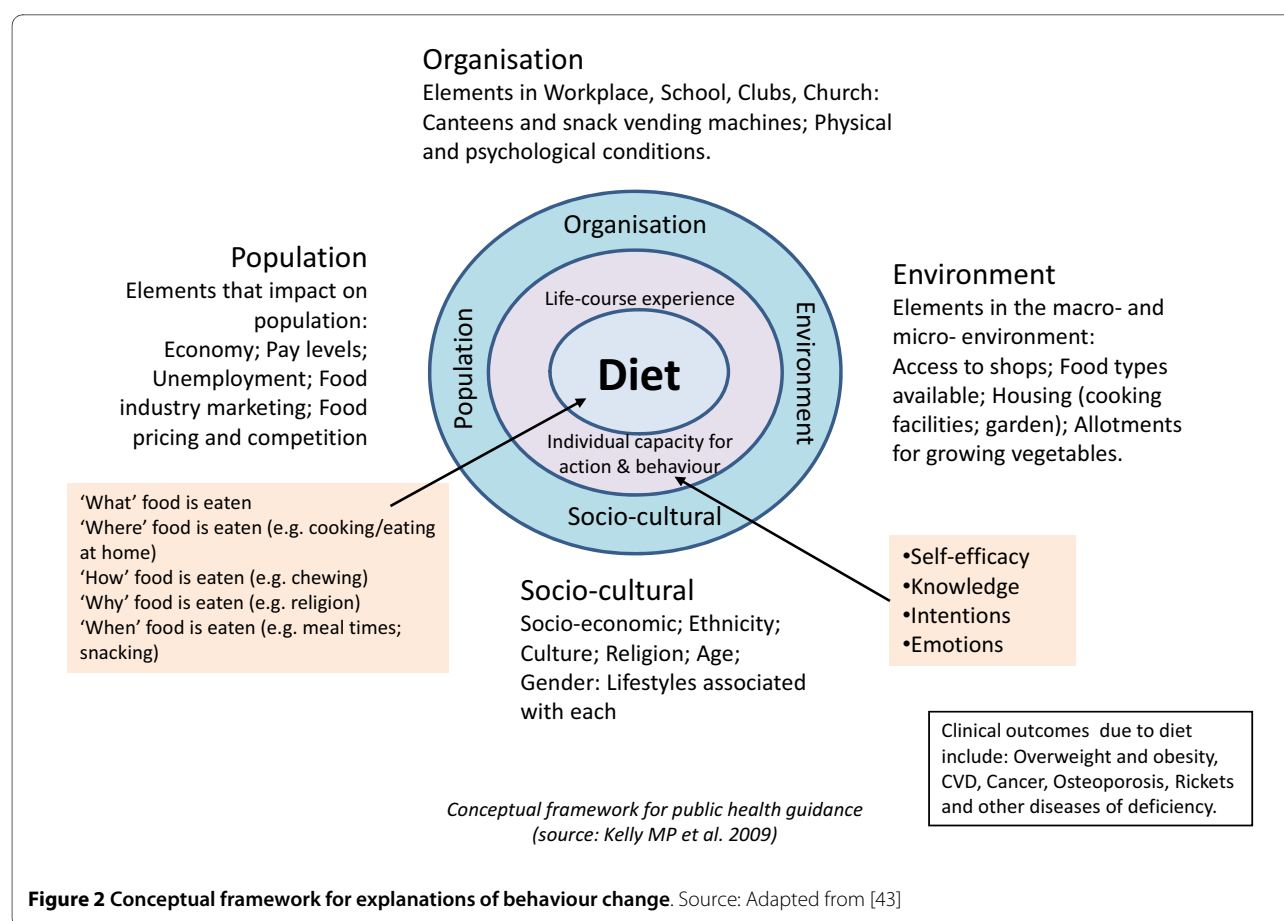 Organisation
Elements in Workplace, School, Clubs, Church:
Canteens and snack vending machines; Physical
and psychological conditions.
Population
Elements that impact on
population:
Economy; Pay levels;
Unemployment; Food
industry marketing; Food
pricing and competition
Organisation
Life-course experience
Population
Diet
Environment
Individual capacity for
action & behaviour
Socio-cultural
Environment
Elements in the macro- and
micro- environment:
Access to shops; Food types
available; Housing (cooking
facilities; garden); Allotments
for growing vegetables.
‘What’ food is eaten
‘Where’ food is eaten (e.g. cooking/eating
at home)
‘How’ food is eaten (e.g. chewing)
‘Why’ food is eaten (e.g. religion)
‘When’ food is eaten (e.g. meal times;
snacking)
Socio-cultural
Socio-economic; Ethnicity;
Culture; Religion; Age;
Gender: Lifestyles associated
with each
•Self-efficacy
•Knowledge
•Intentions
•Emotions
Clinical outcomes due to diet
include: Overweight and obesity,
CVD, Cancer, Osteoporosis, Rickets
and other diseases of deficiency.
Conceptual framework for public health guidance
(source: Kelly MP et al. 2009)
Figure 2 Conceptual framework for explanations of behaviour change. Source: Adapted from [43]